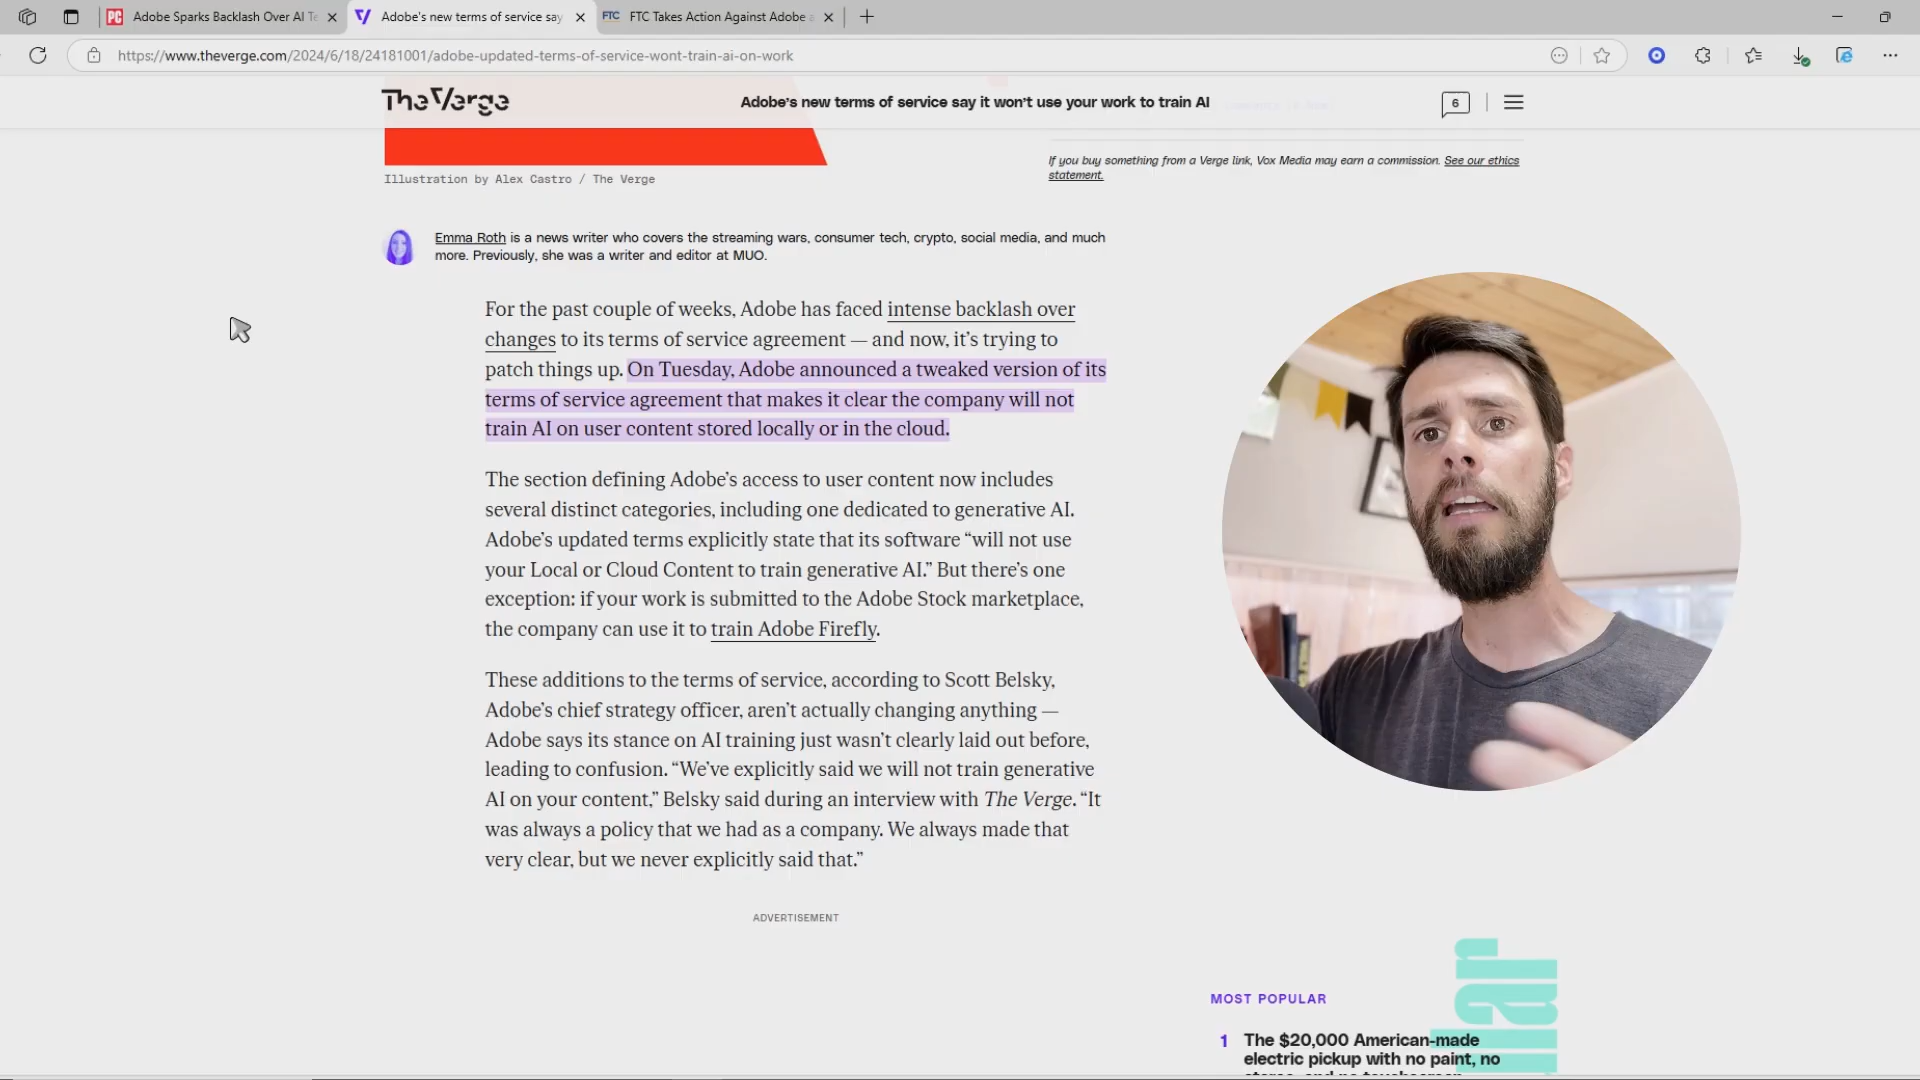 Adobe Sparks Backlash Over AI Te
Adobe's new terms of service say
FTC
FTC Takes Action Against Adobe a
https://www.theverge.com/2024/6/18/24181001/adobe-updated-terms-of-service-wont-train-ai-on-work
The Verge
Adobe's new terms of service say it won't use your work to train AI
6
If you buy something from a Verge link, Vox Media may earn a commission. See our ethics
statement.
Illustration by Alex Castro / The Verge
Emma Roth is a news writer who covers the streaming wars, consumer tech, crypto, social media, and much
more. Previously, she was a writer and editor at MUO.
For the past couple of weeks, Adobe has faced intense backlash over
changes to its terms of service agreement — and now, it's trying to
patch things up. On Tuesday, Adobe announced a tweaked version of its
terms of service agreement that makes it clear the company will not
train AI on user content stored locally or in the cloud.
The section defining Adobe's access to user content now includes
several distinct categories, including one dedicated to generative AI.
Adobe's updated terms explicitly state that its software “will not use
your Local or Cloud Content to train generative AI.” But there's one
exception: if your work is submitted to the Adobe Stock marketplace,
the company can use it to train Adobe Firefly.
These additions to the terms of service, according to Scott Belsky,
Adobe's chief strategy officer, aren't actually changing anything —
Adobe says its stance on AI training just wasn't clearly laid out before,
leading to confusion. “We've explicitly said we will not train generative
AI on your content,” Belsky said during an interview with The Verge. “It
was always a policy that we had as a company. We always made that
very clear, but we never explicitly said that.”
ADVERTISEMENT
MOST POPULAR
1
The $20,000 American-made
electric pickup with no paint, no